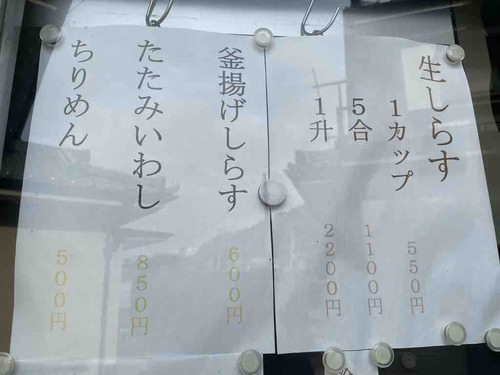 生しらす
1カップ 550円
5合 1100円
1升 2200円
釜揚げしらす 600円
たたみいわし 850円
ちりめん 500円